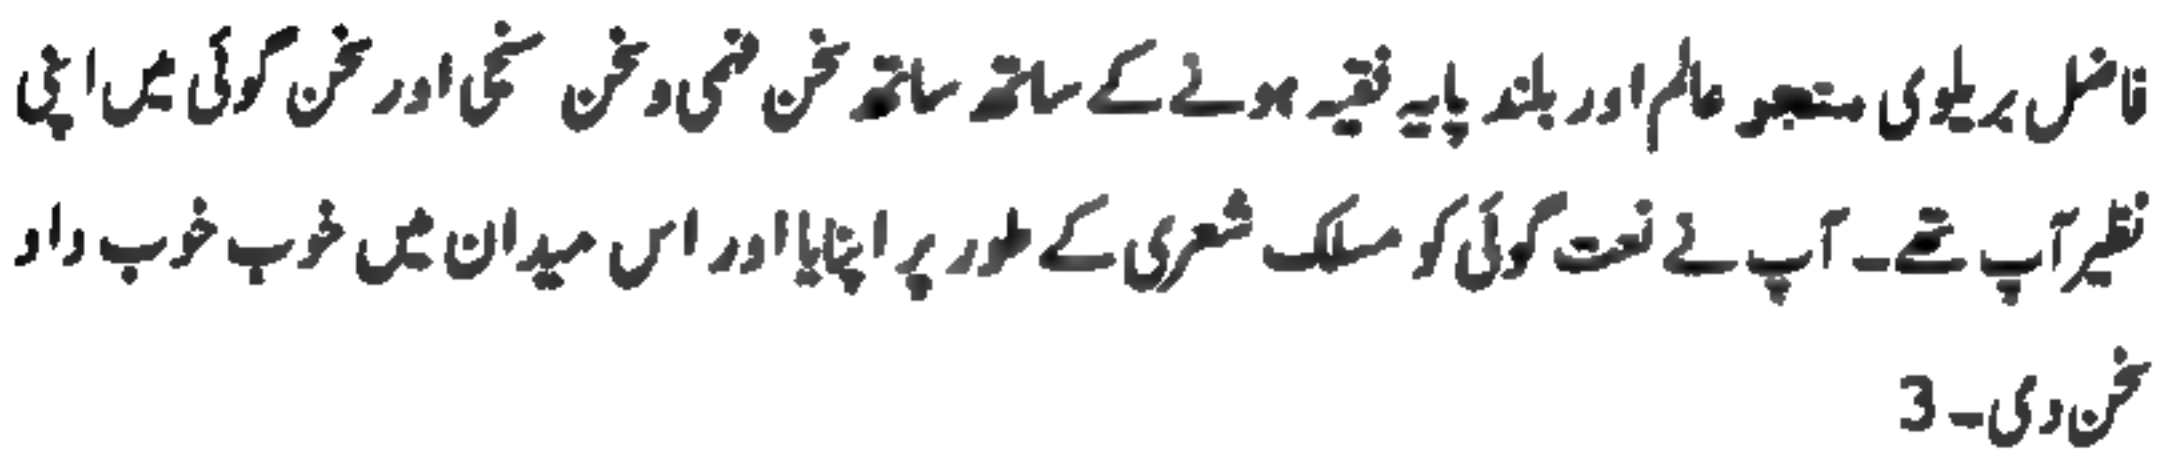 فاضل بریلوی متبحر عالم اور بلند پایہ فقیہ ہونے کے ساتھ ساتھ سخن فہمی و سخن سنجی اور سخن گوئی میں اپنی
نظیر آپ تھے۔ آپ نے نعت گوئی کو مسلک شعری کے طور پر اپنایا اور اس میدان میں خوب خوب داد
سخن دی۔ 3